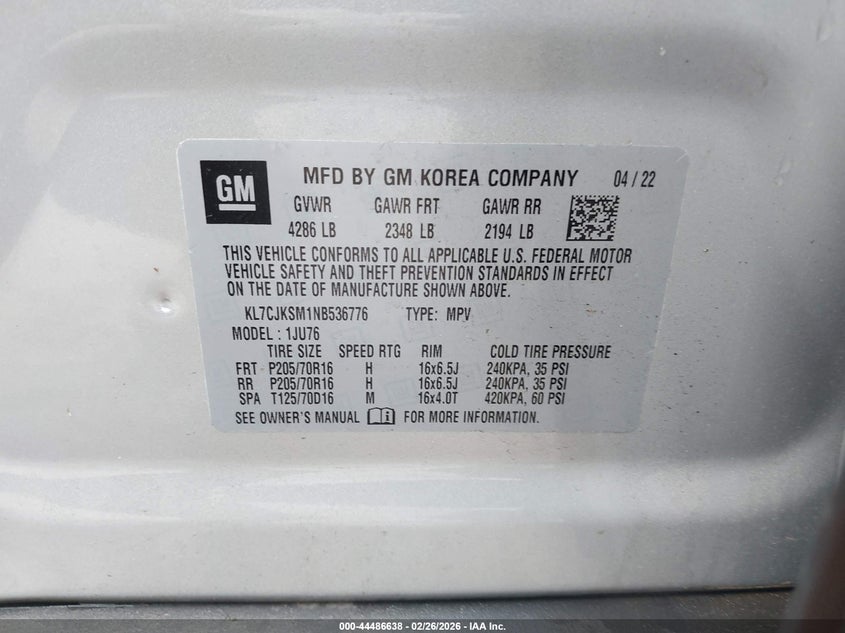 GM
MFD BY GM KOREA COMPANY 04 / 22
GVWR GAWR FRT GAWR RR
4286 LB 2348 LB 2194 LB
THIS VEHICLE CONFORMS TO ALL APPLICABLE U.S. FEDERAL MOTOR
VEHICLE SAFETY AND THEFT PREVENTION STANDARDS IN EFFECT
ON THE DATE OF MANUFACTURE SHOWN ABOVE.
KL7CJKSM1NB536776 TYPE: MPV
MODEL : 1JU76
TIRE SIZE SPEED RTG RIM COLD TIRE PRESSURE
FRT P205/70R16 H 16x6.5J 240KPA, 35 PSI
RR P205/70R16 H 16x6.5J 240KPA, 35 PSI
SPA T125/70D16 M 16x4.0T 420KPA, 60 PSI
SEE OWNER'S MANUAL FOR MORE INFORMATION.
000-44486638 - 02/26/2026 - IAA Inc.